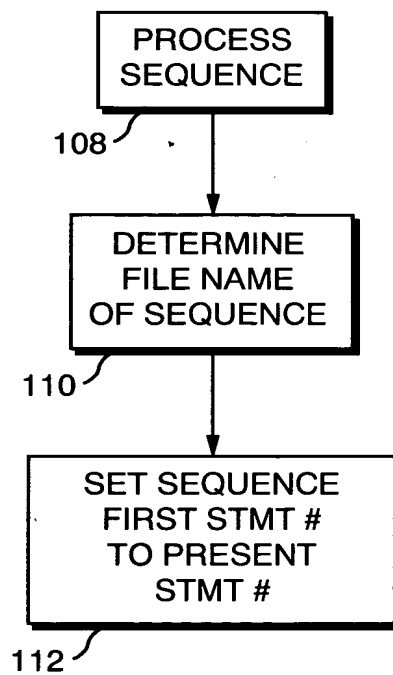 PROCESS
SEQUENCE
108
DETERMINE
FILE NAME
OF SEQUENCE
110
SET SEQUENCE
FIRST STMT #
TO PRESENT
STMT #
112